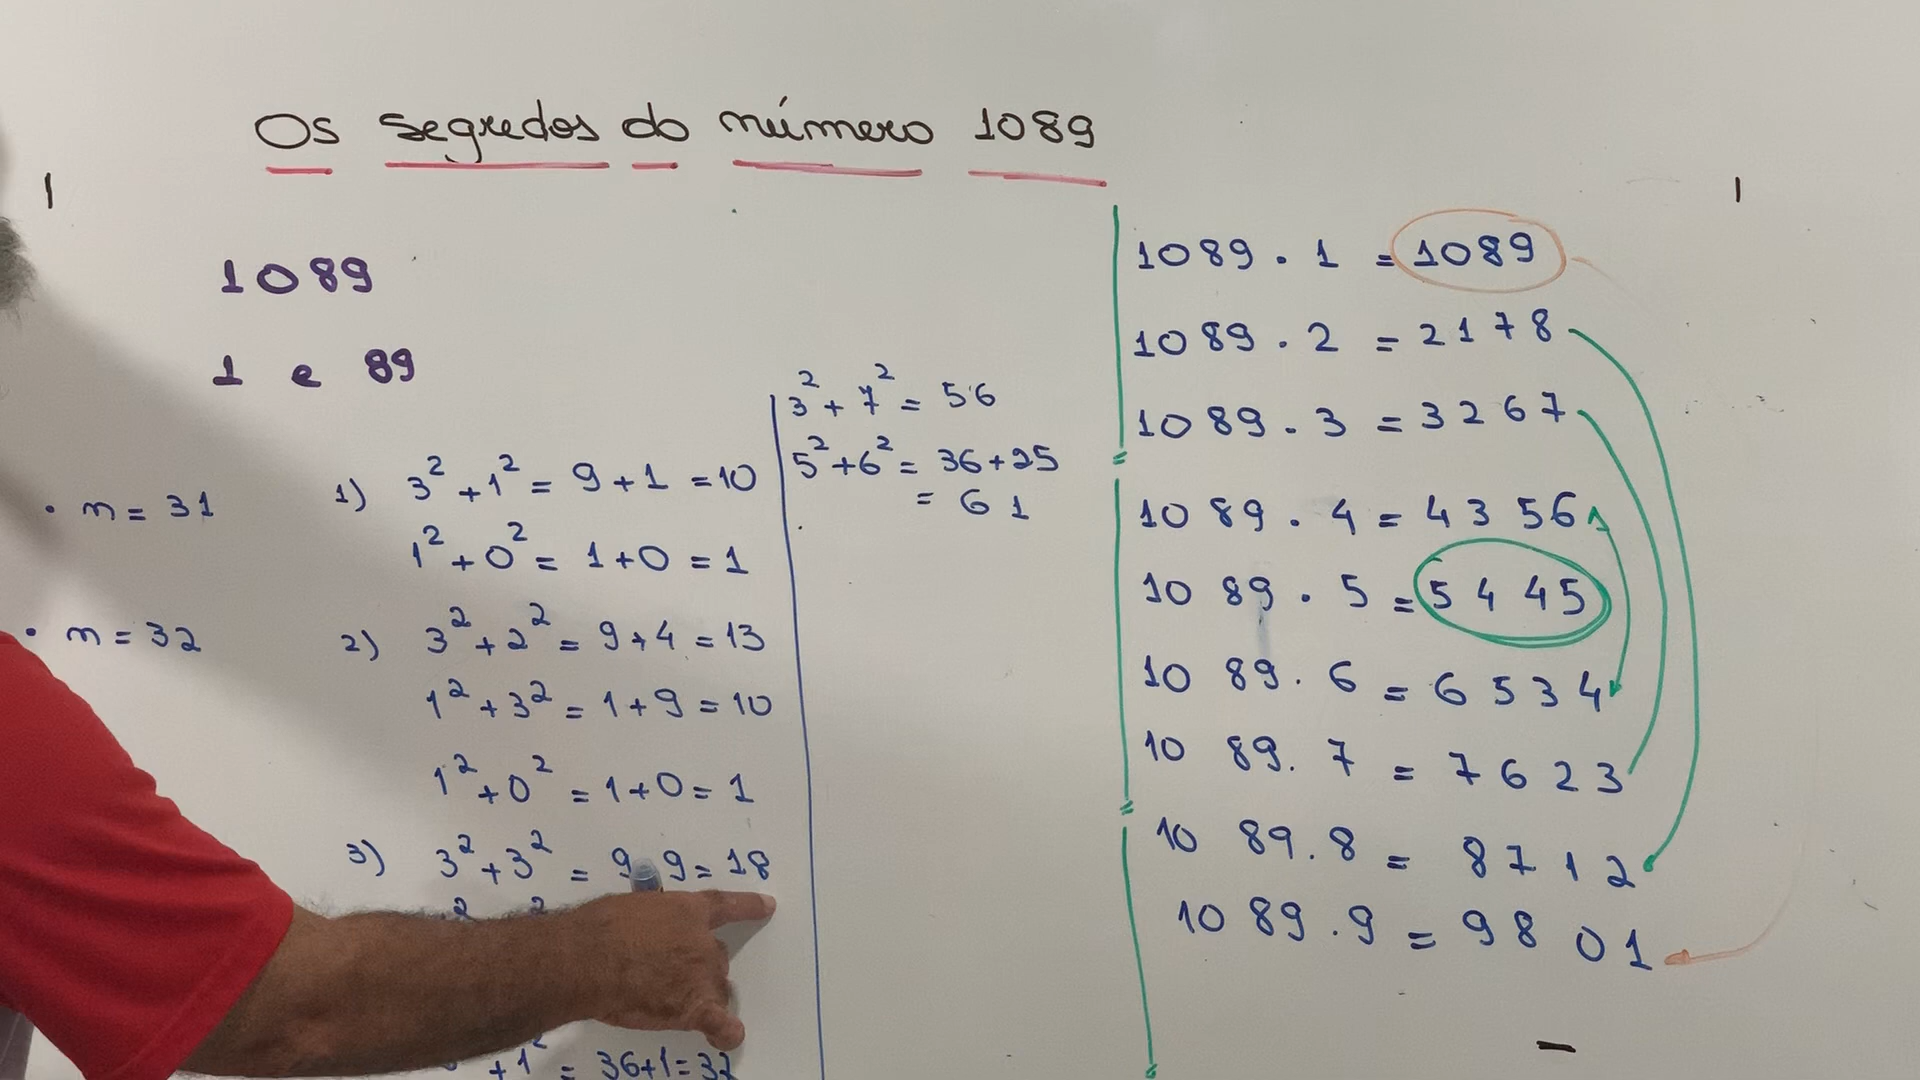 Os segredos do número 1089
1089
1 e 89
• n = 31
1) 3² + 1² = 9 + 1 = 10
1² + 0² = 1 + 0 = 1
• n = 32
2) 3² + 2² = 9 + 4 = 13
1² + 3² = 1 + 9 = 10
1² + 0² = 1 + 0 = 1
3) 3² + 3² = 9 9 = 18
2 2
+ 1² = 36+1=37
3² + 7² = 56
5² + 6² = 36 + 25
= 61
1089 . 1 = 1089
1089 . 2 = 2178
1089 . 3 = 3267
1089 . 4 = 4356
1089 . 5 = 5445
1089 . 6 = 6534
1089 . 7 = 7623
1089 . 8 = 8712
1089 . 9 = 9801